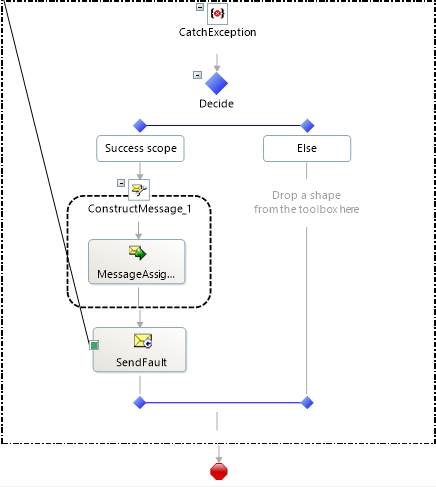 CatchException
Decide
Success scope
Else
Drop a shape
from the toolbox here
ConstructMessage_1
MessageAssig...
SendFault